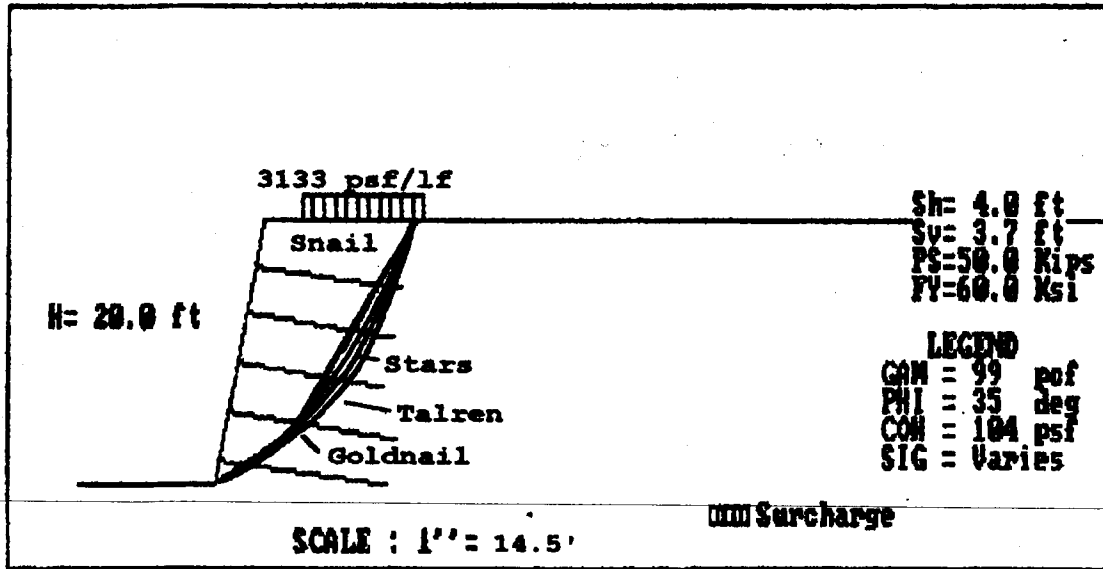 3133 psf/lf
Snail
H= 20.0 ft
Stars
Talren
Goldnail
Sh= 4.0 ft
Sv= 3.7 ft
PS=50.0 Kips
FY=60.0 Ksi
LEGEND
GAM = 99 pcf
PHI = 35 deg
COH = 104 psf
SIG = Varies
Surcharge
SCALE : 1''= 14.5'